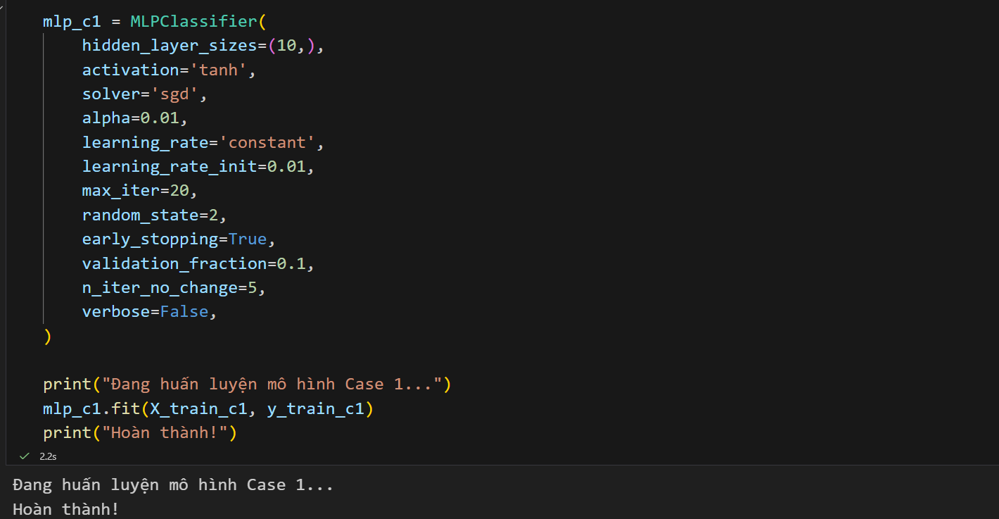 mlp_c1 = MLPClassifier(
    hidden_layer_sizes=(10,),
    activation='tanh',
    solver='sgd',
    alpha=0.01,
    learning_rate='constant',
    learning_rate_init=0.01,
    max_iter=20,
    random_state=2,
    early_stopping=True,
    validation_fraction=0.1,
    n_iter_no_change=5,
    verbose=False,
)
print("Đang huấn luyện mô hình Case 1...")
mlp_c1.fit(X_train_c1, y_train_c1)
print("Hoàn thành!")
2.2s
Đang huấn luyện mô hình Case 1...
Hoàn thành!